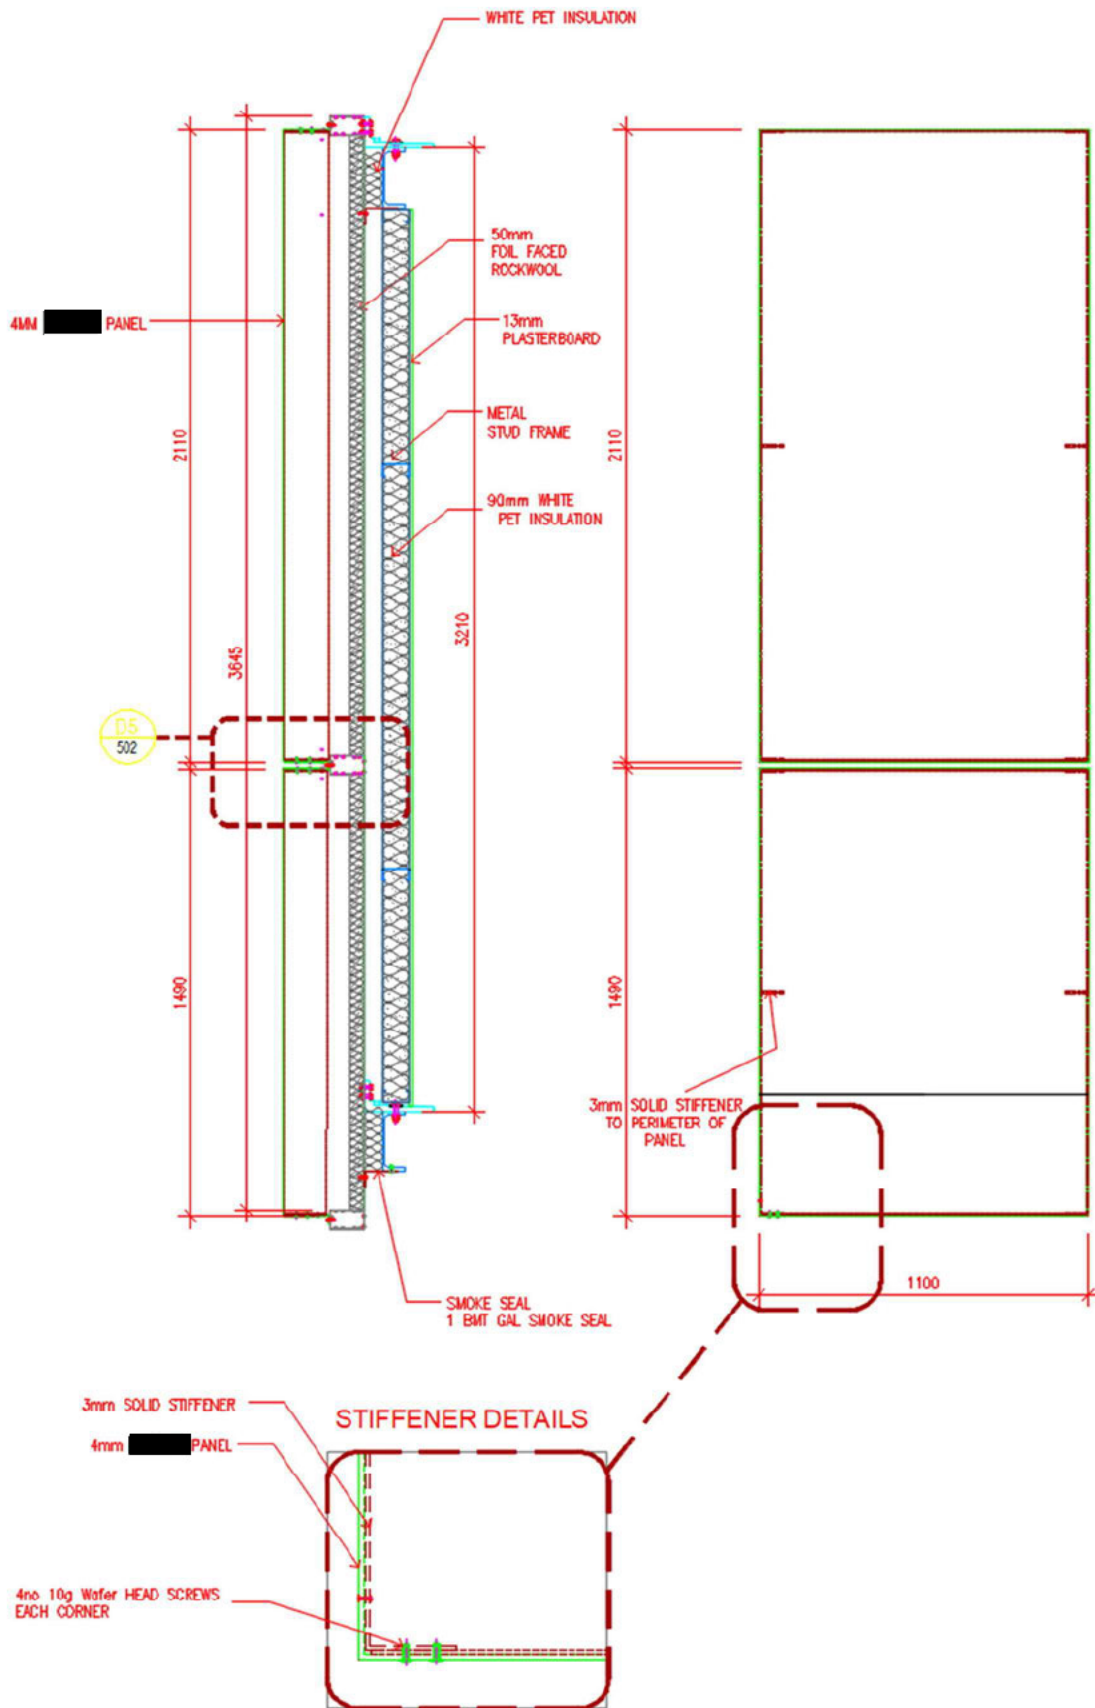 WHITE PET INSULATION
50mm
FOIL FACED
ROCKWOOL
4MM PANEL
13mm
PLASTERBOARD
METAL
STUD FRAME
90mm WHITE
PET INSULATION
2110
3645
3210
2110
D5
502
1490
1490
3mm SOLID STIFFENER
TO PERIMETER OF
PANEL
1100
SMOKE SEAL
1 BMT GAL SMOKE SEAL
STIFFENER DETAILS
3mm SOLID STIFFENER
4mm PANEL
4no 10g Wafer HEAD SCREWS
EACH CORNER